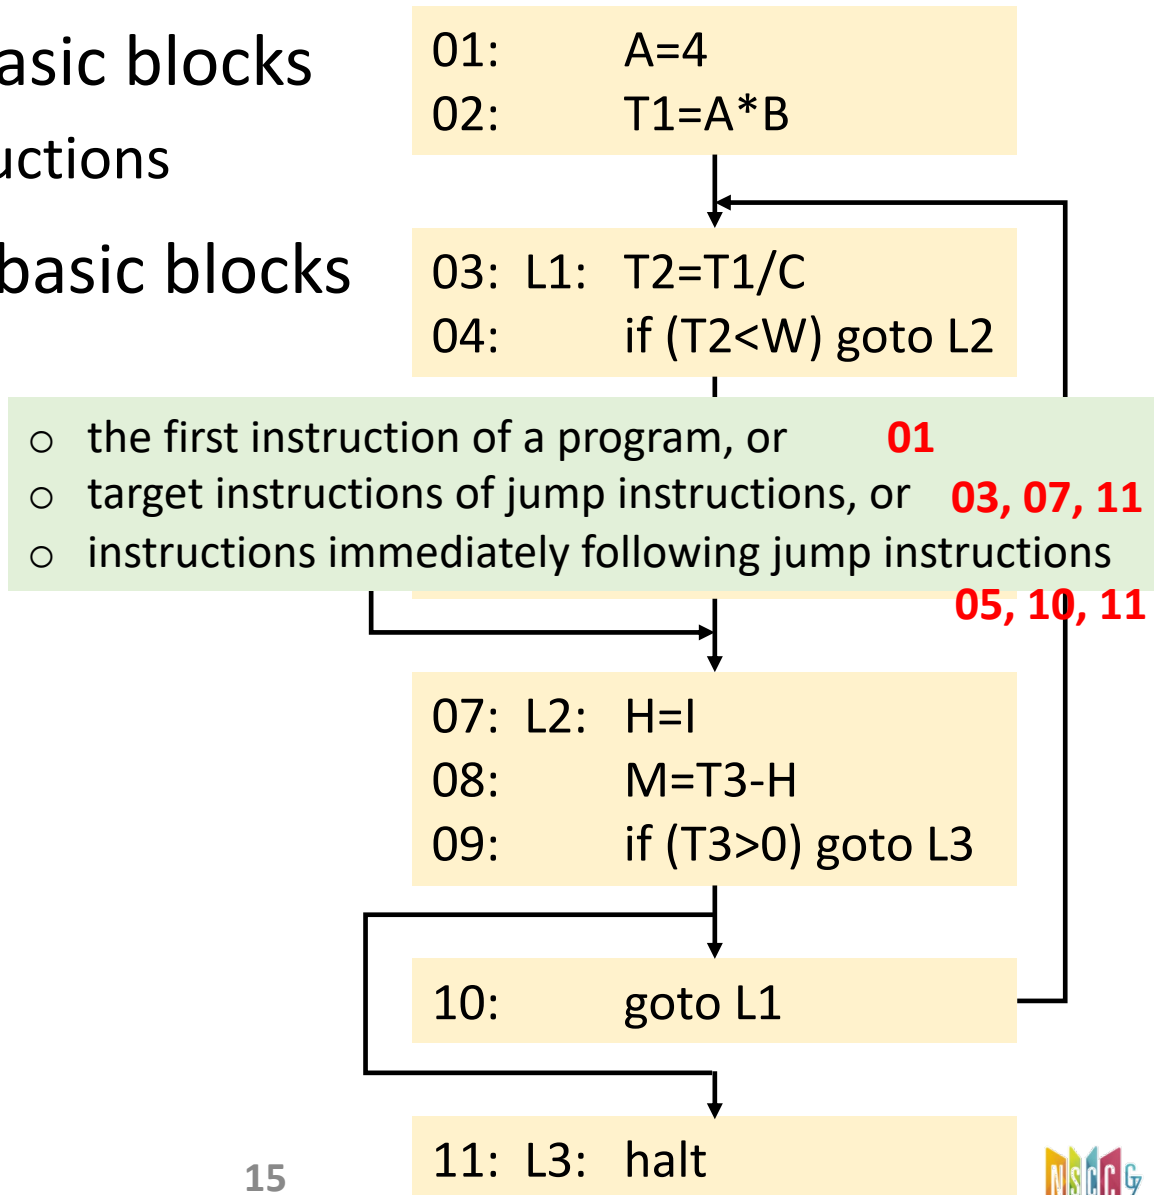 asic blocks
uctions
basic blocks
01: A=4
02: T1=A*B
03: L1: T2=T1/C
04: if (T2<W) goto L2
o the first instruction of a program, or 01
o target instructions of jump instructions, or 03, 07, 11
o instructions immediately following jump instructions
05, 10, 11
07: L2: H=I
08: M=T3-H
09: if (T3>0) goto L3
10: goto L1
11: L3: halt
15
NSCC